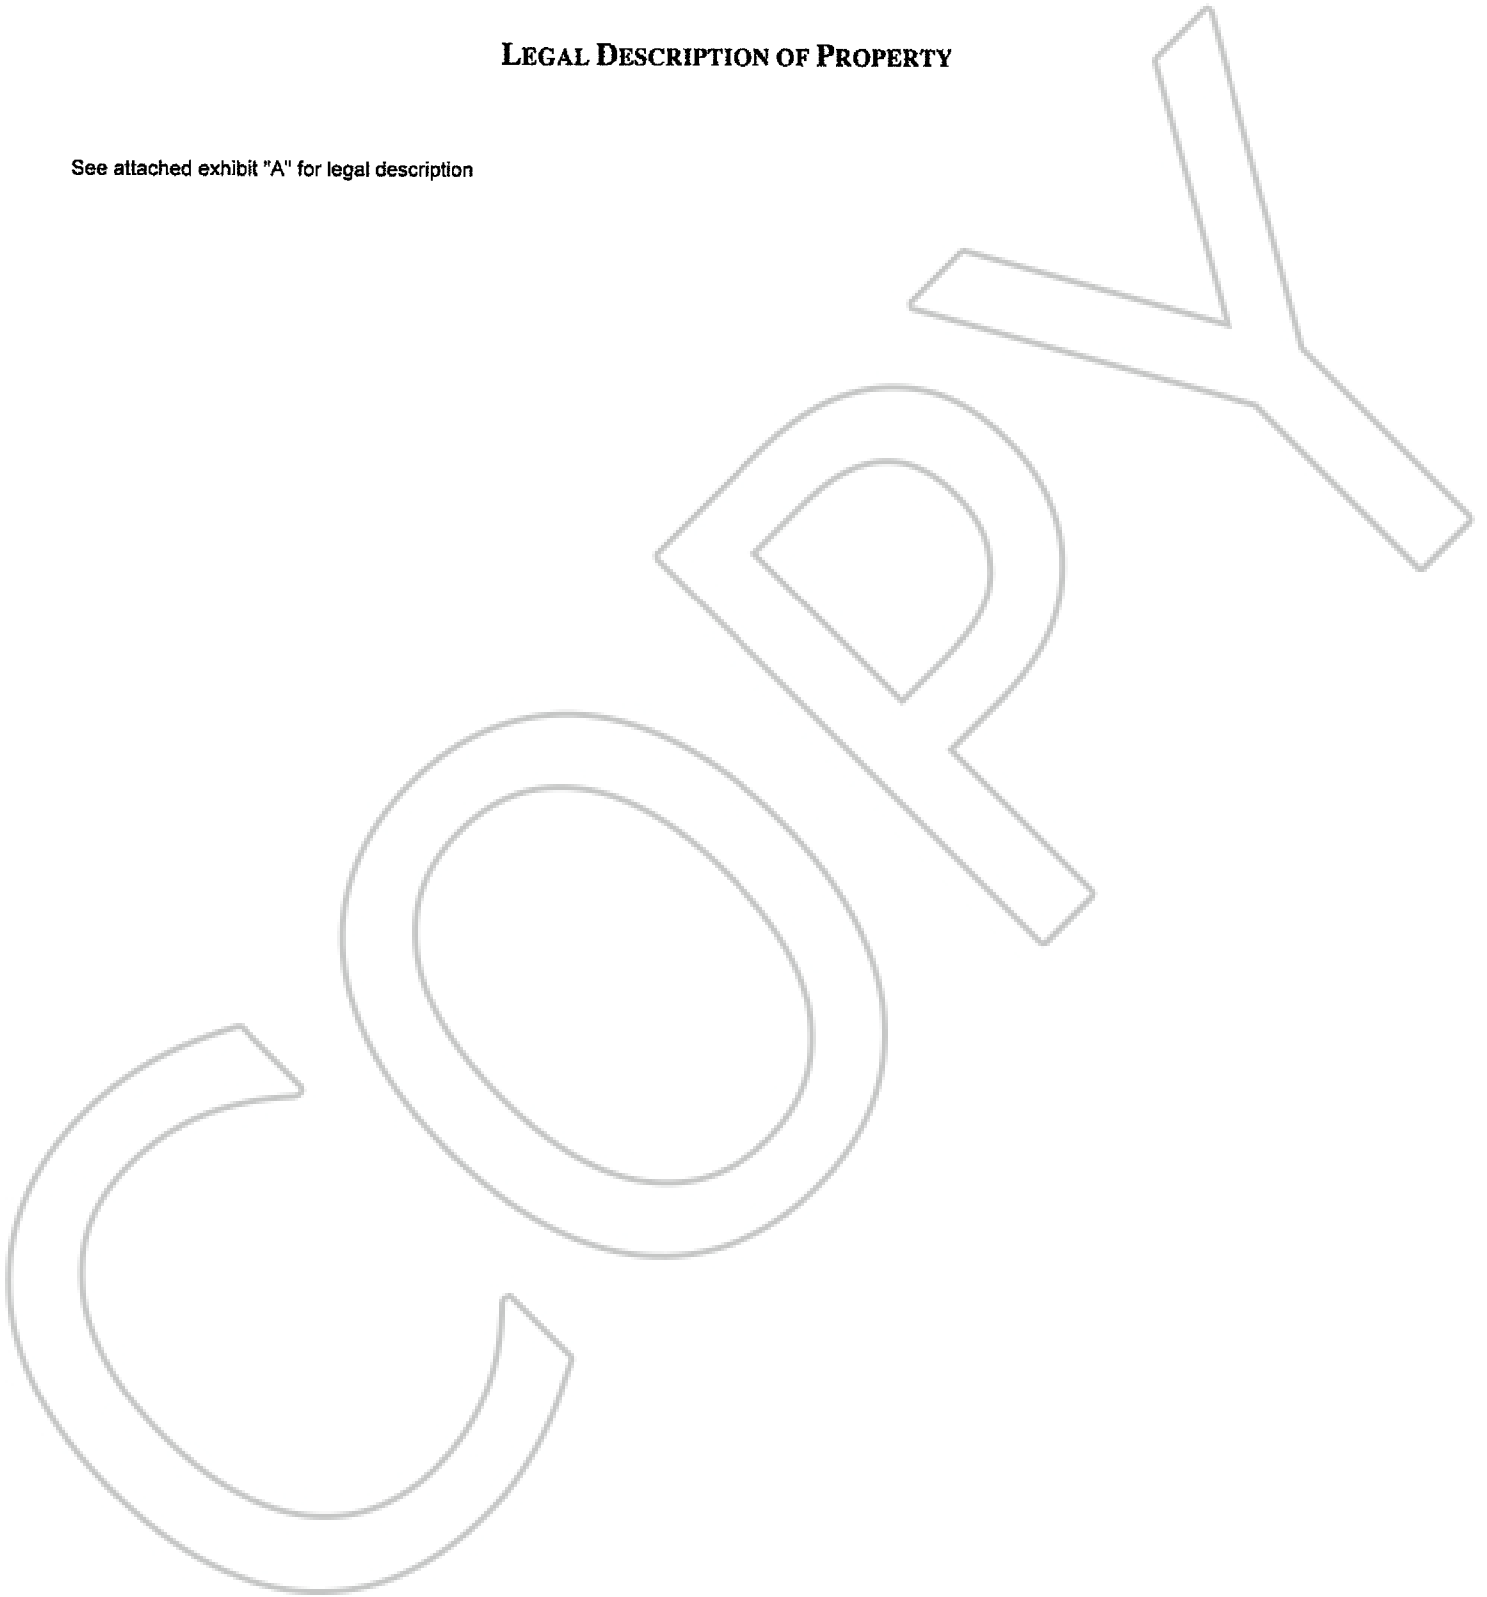 LEGAL DESCRIPTION OF PROPERTY
See attached exhibit "A" for legal description
COPY